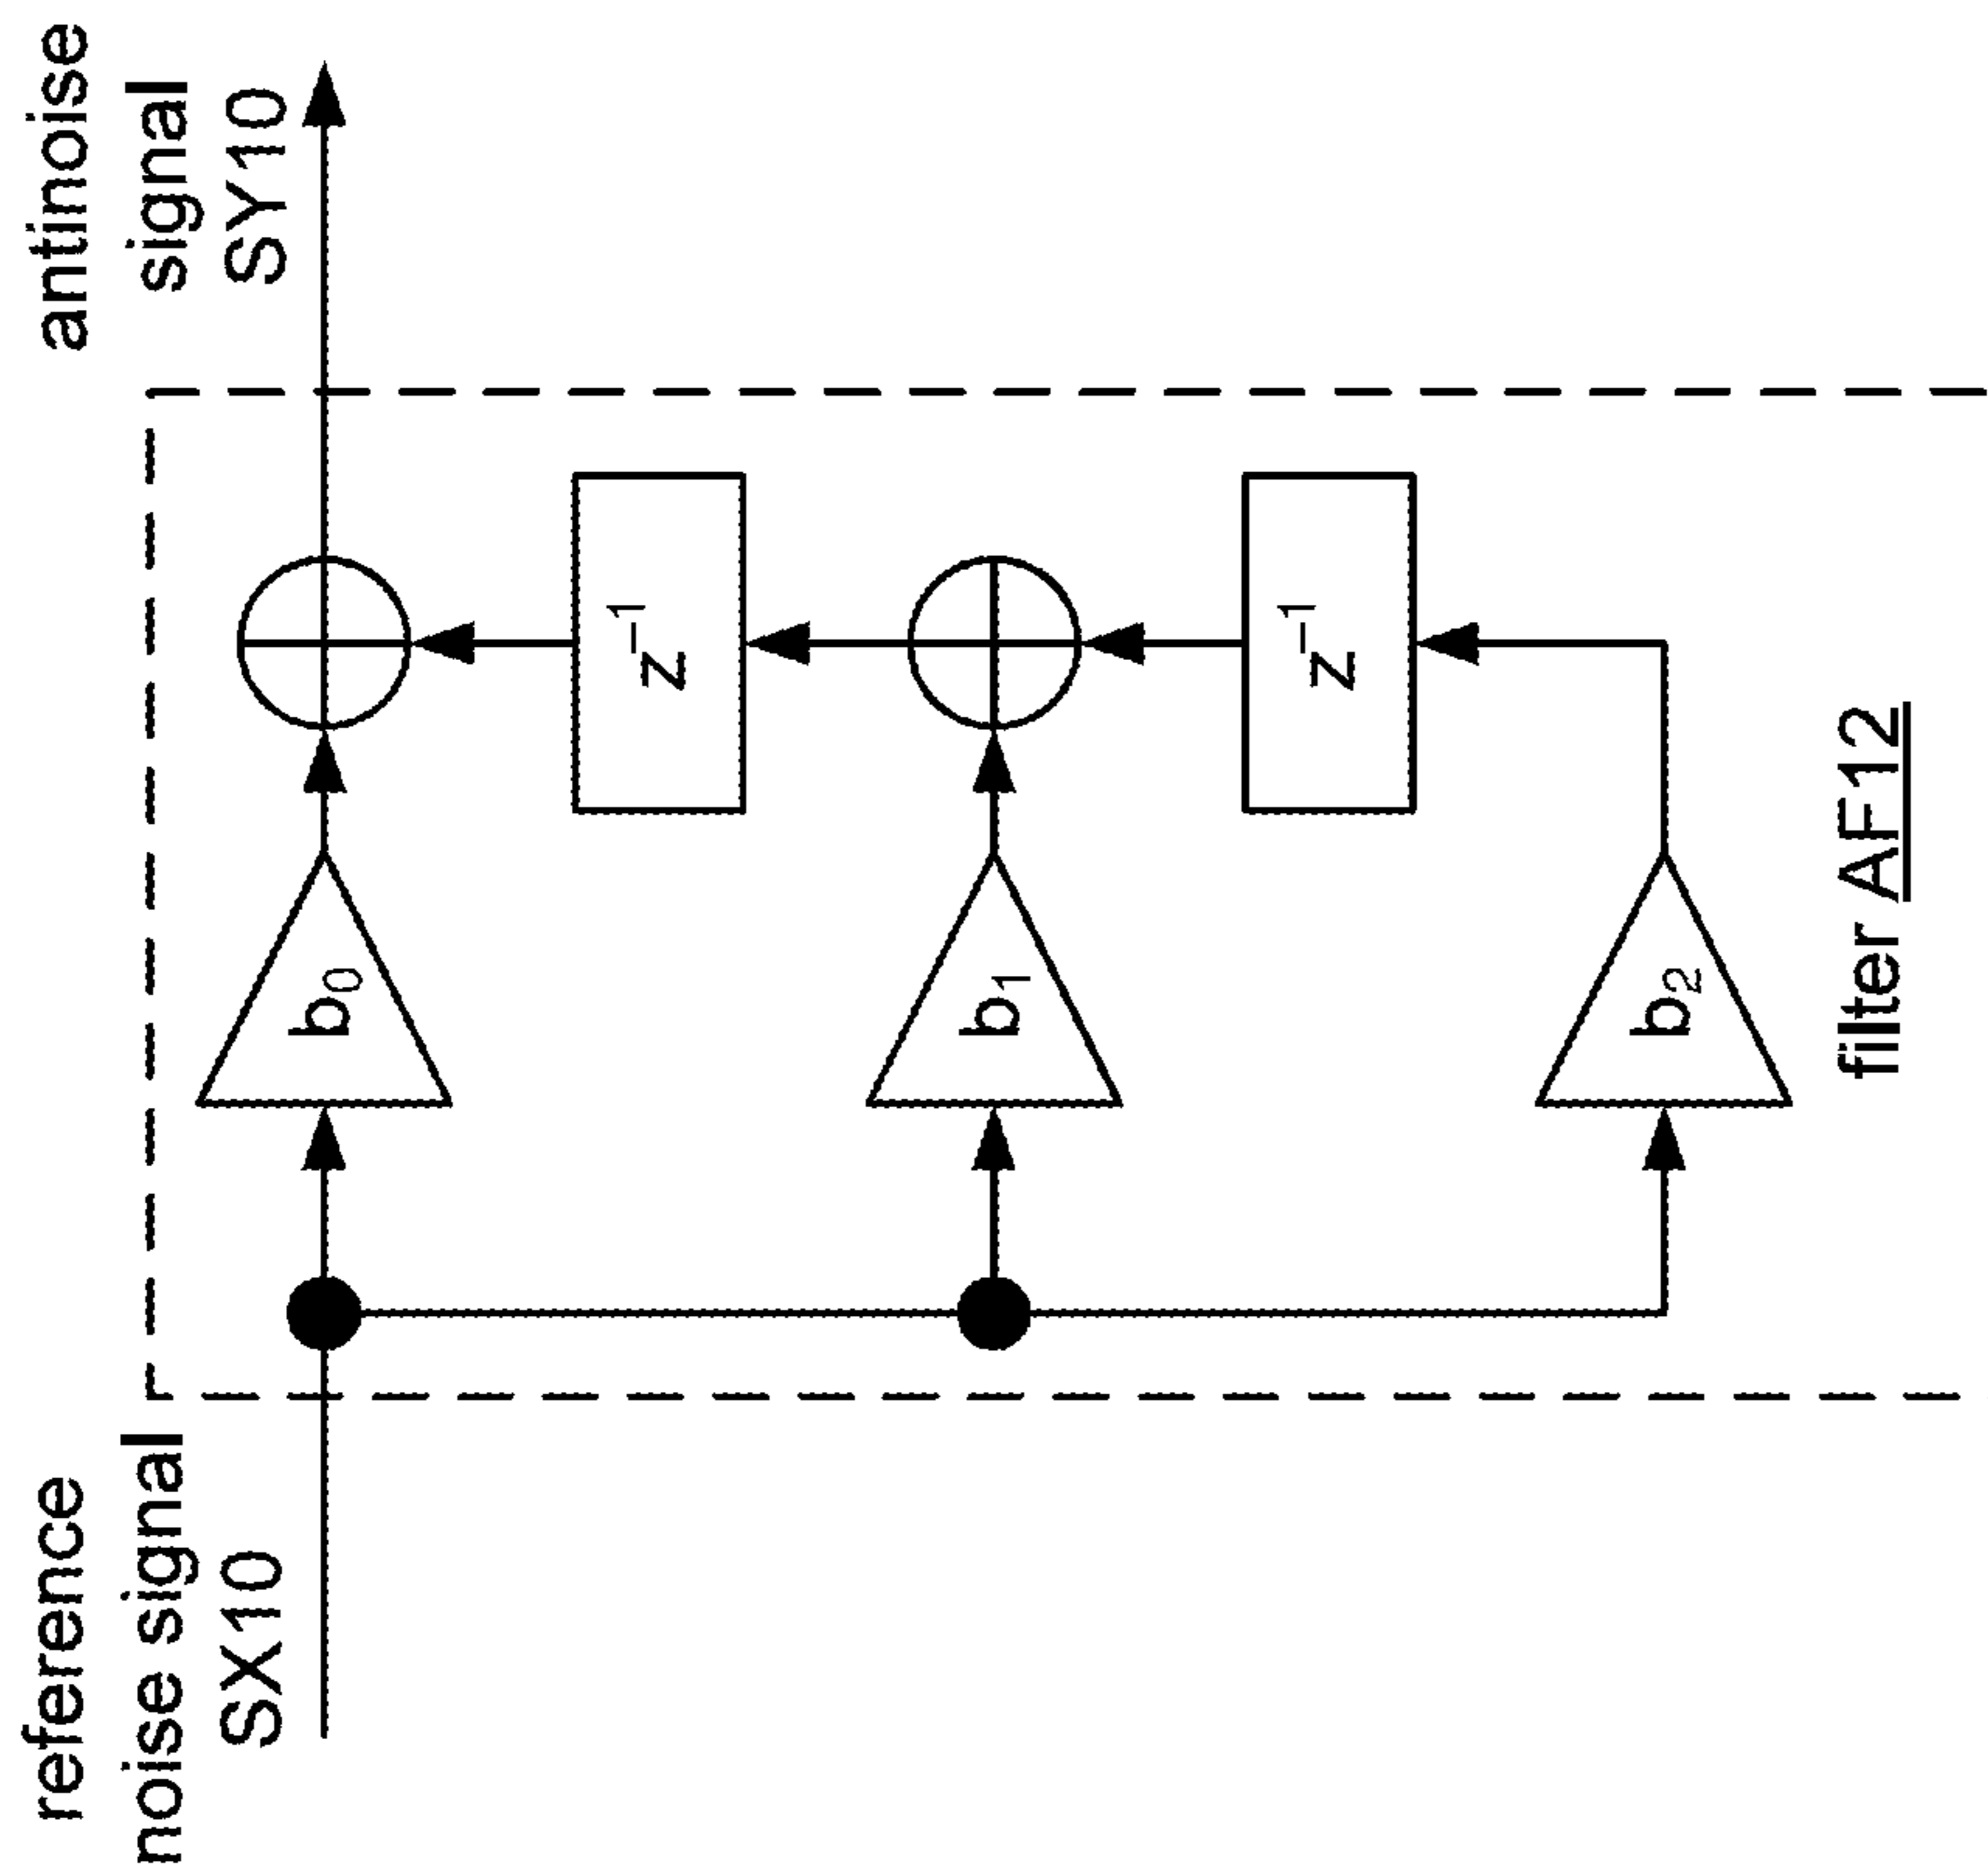 reference
noise signal
SX10
antinoise
signal
SY10
b0
z-1
b1
z-1
b2
filter AF12